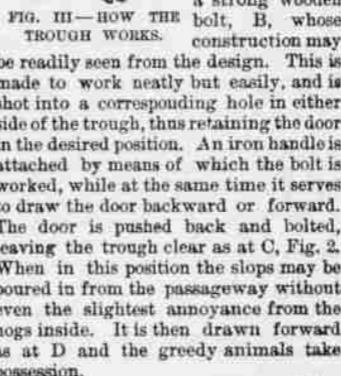 a strong wooden
FIG. III—HOW THE
TROUGH WORKS.
bolt, B, whose
construction may
be readily seen from the design. This is
made to work neatly but easily, and is
shot into a correspouding hole in either
side of the trough, thus retaining the door
in the desired position. An iron handle is
attached by means of which the bolt is
worked, while at the same time it serves
to draw the door backward or forward.
The door is pushed back and bolted,
leaving the trough clear as at C, Fig. 2.
When in this position the slops may be
poured in from the passageway without
even the slightest annoyance from the
hogs inside. It is then drawn forward
as at D and the greedy animals take
possession.